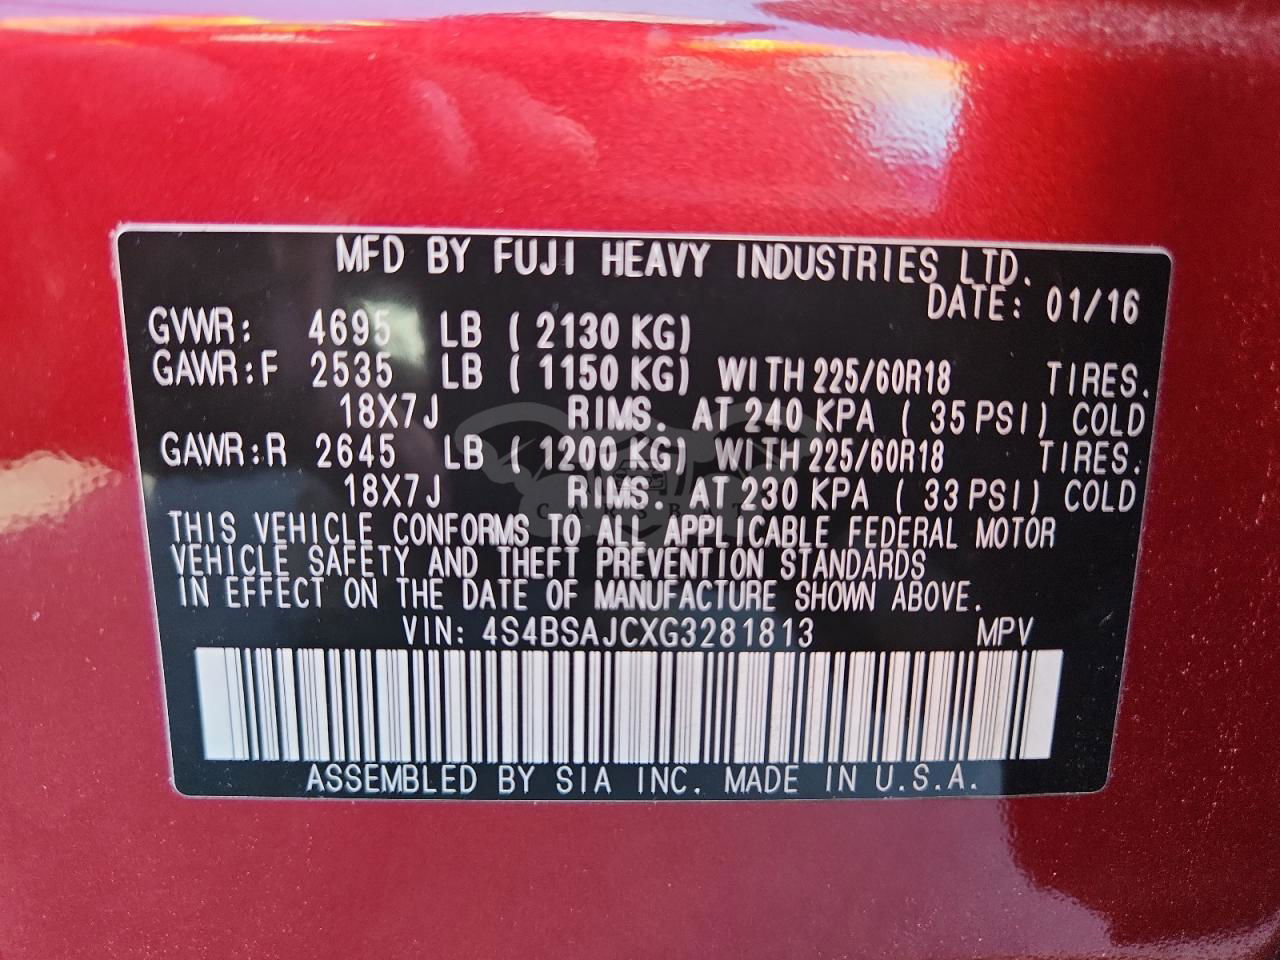 MFD BY FUJI HEAVY INDUSTRIES LTD.
DATE: 01/16
GVWR: 4695 LB ( 2130 KG)
GAWR:F 2535 LB ( 1150 KG) WITH 225/60R18 TIRES.
18X7J RIMS. AT 240 KPA ( 35 PSI) COLD
GAWR:R 2645 LB ( 1200 KG) WITH 225/60R18 TIRES.
18X7J RIMS. AT 230 KPA ( 33 PSI) COLD
CARSBAT
THIS VEHICLE CONFORMS TO ALL APPLICABLE FEDERAL MOTOR
VEHICLE SAFETY AND THEFT PREVENTION STANDARDS
IN EFFECT ON THE DATE OF MANUFACTURE SHOWN ABOVE.
VIN: 4S4BSAJCXG3281813 MPV
ASSEMBLED BY SIA INC. MADE IN U.S.A.